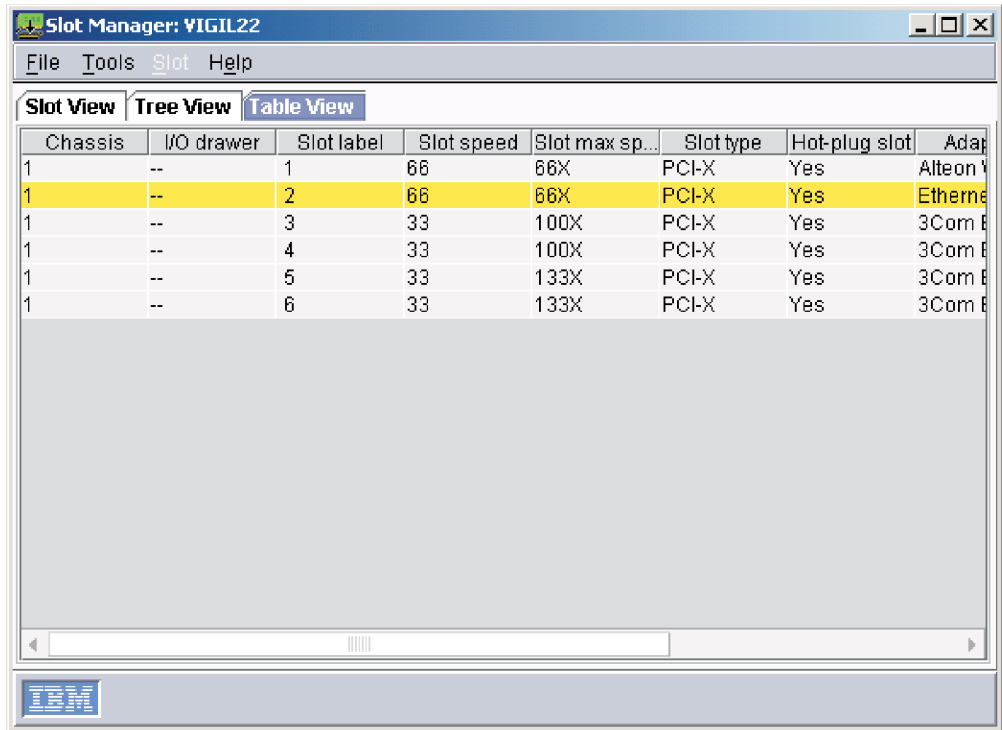 Slot Manager: VIGIL22
File Tools Slot Help
Slot View Tree View Table View
Chassis I/O drawer Slot label Slot speed Slot max sp... Slot type Hot-plug slot Adap
1 -- 1 66 66X PCI-X Yes Alteon
1 -- 2 66 66X PCI-X Yes Etherne
1 -- 3 33 100X PCI-X Yes 3Com
1 -- 4 33 100X PCI-X Yes 3Com
1 -- 5 33 133X PCI-X Yes 3Com
1 -- 6 33 133X PCI-X Yes 3Com
IBM